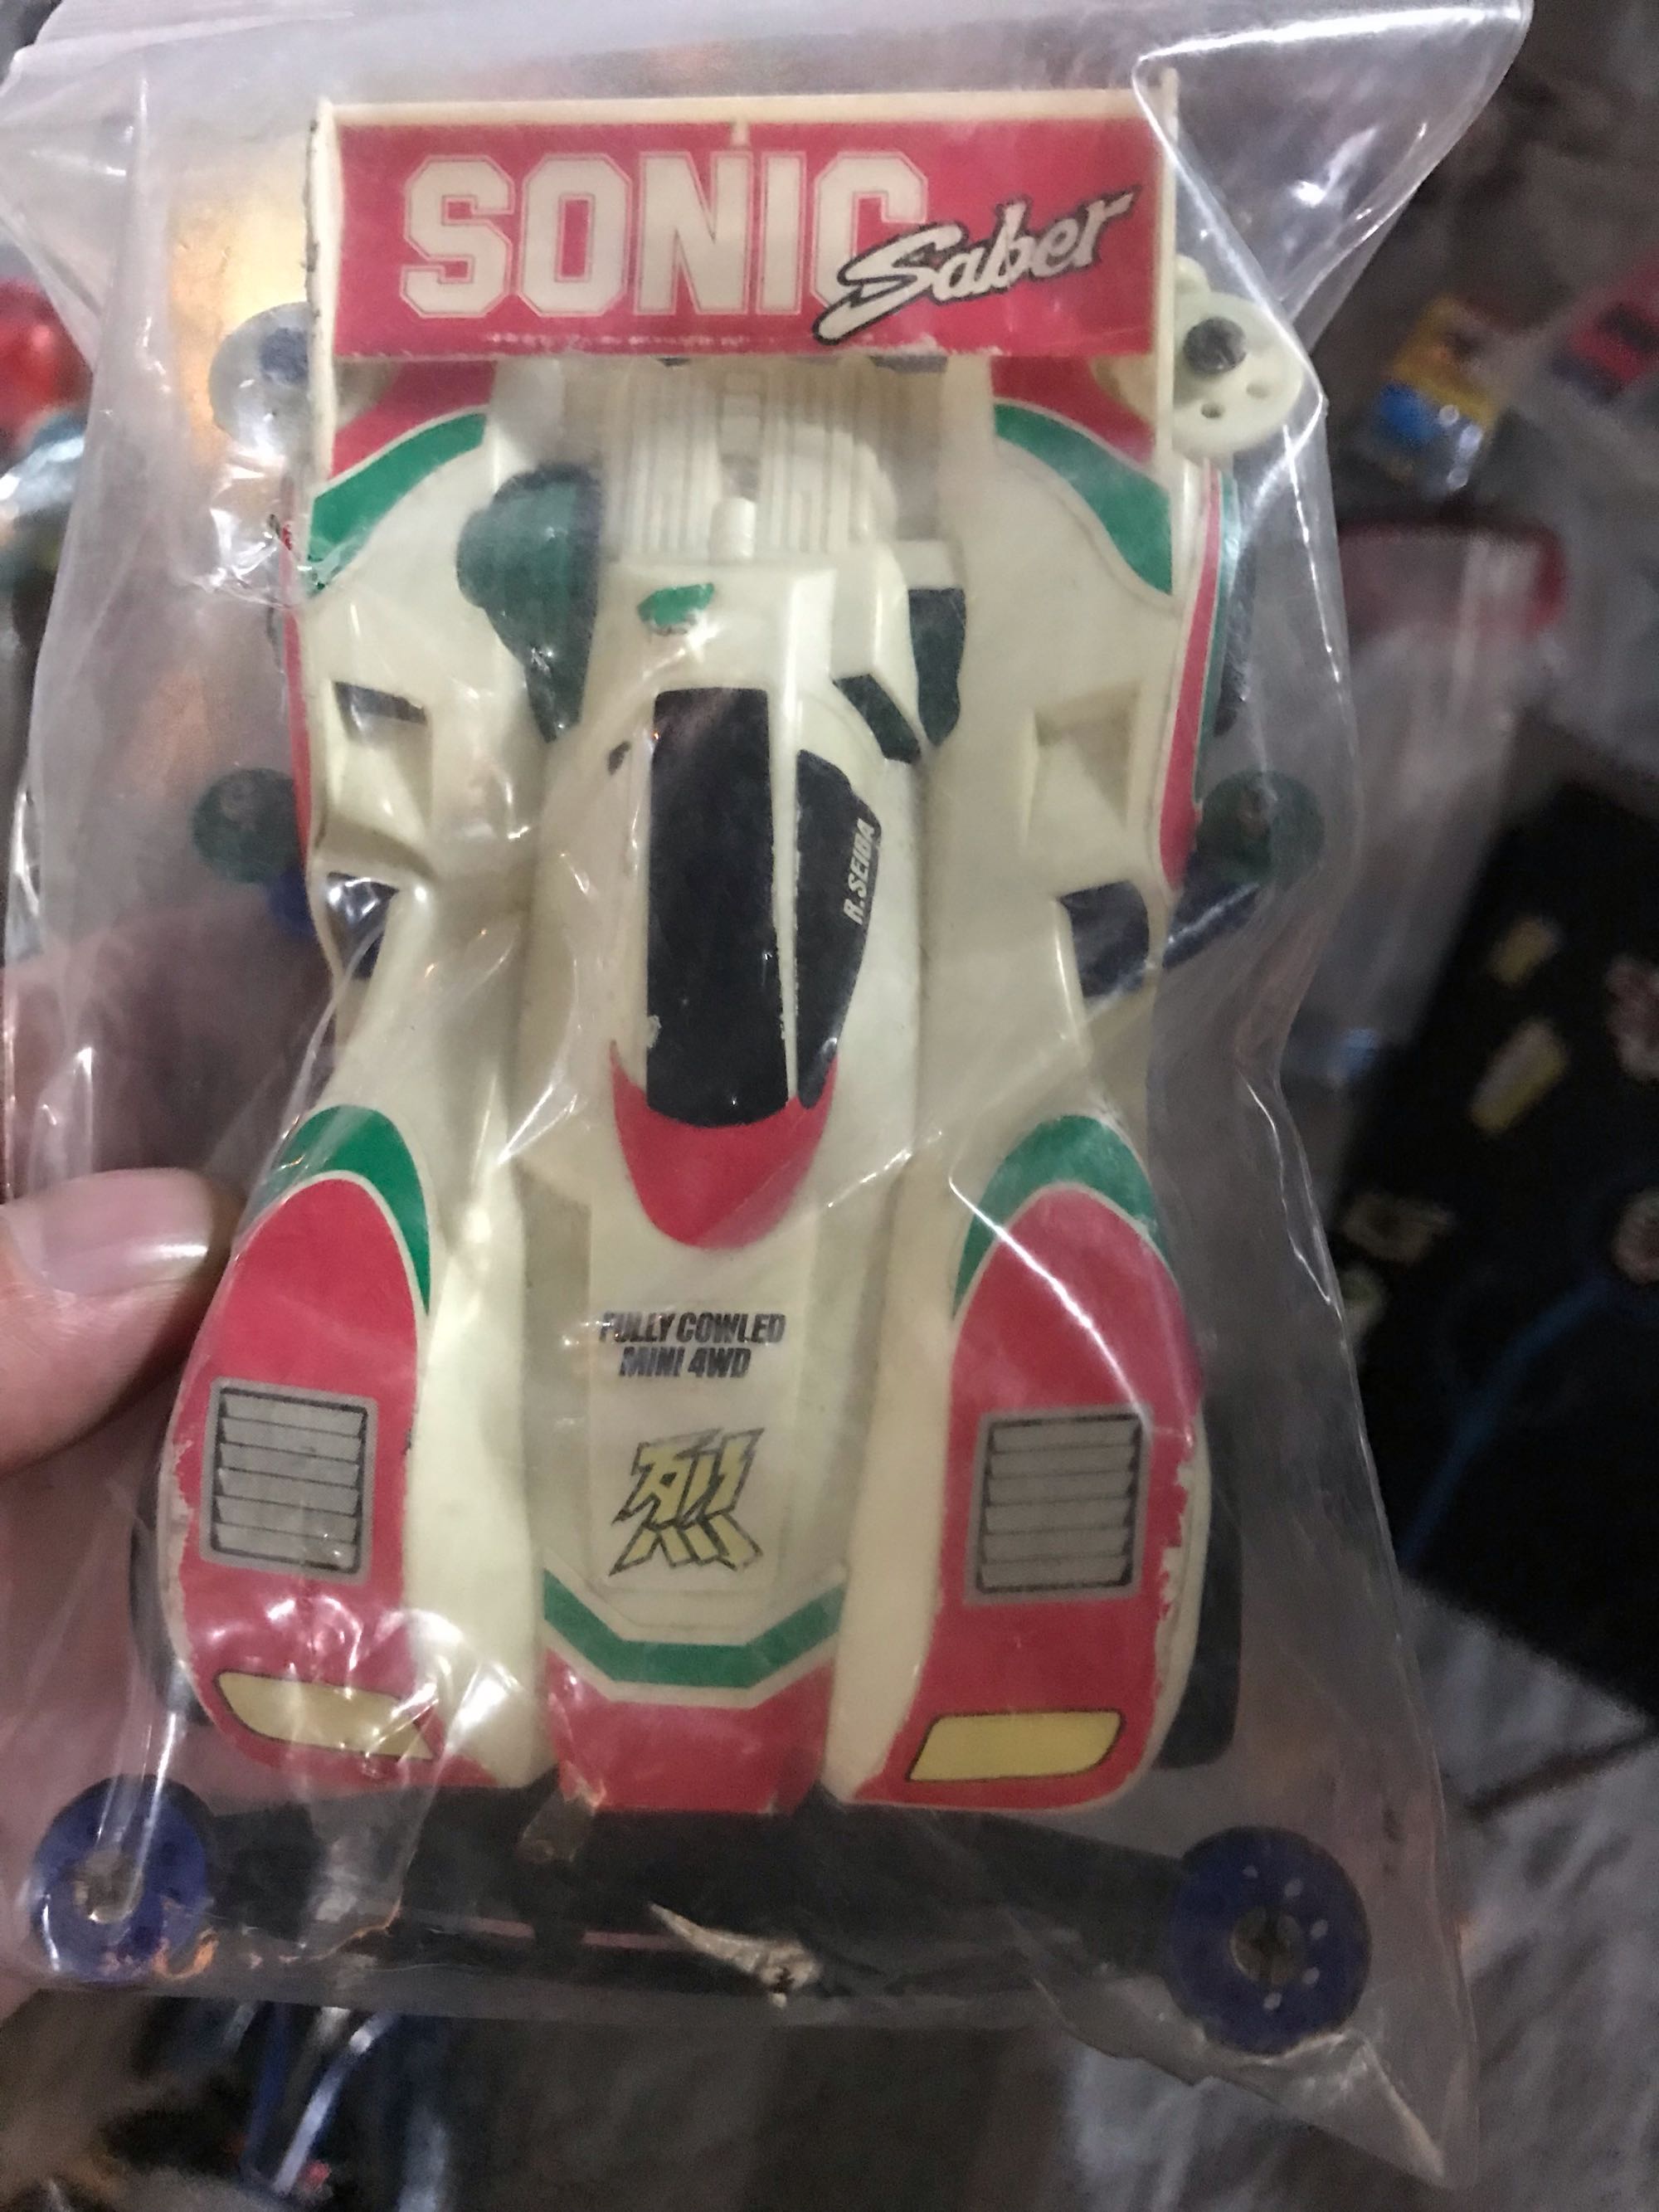 SONIC
Saber
R.SEIBA
FULLY COWLED
MINI 4WD
烈